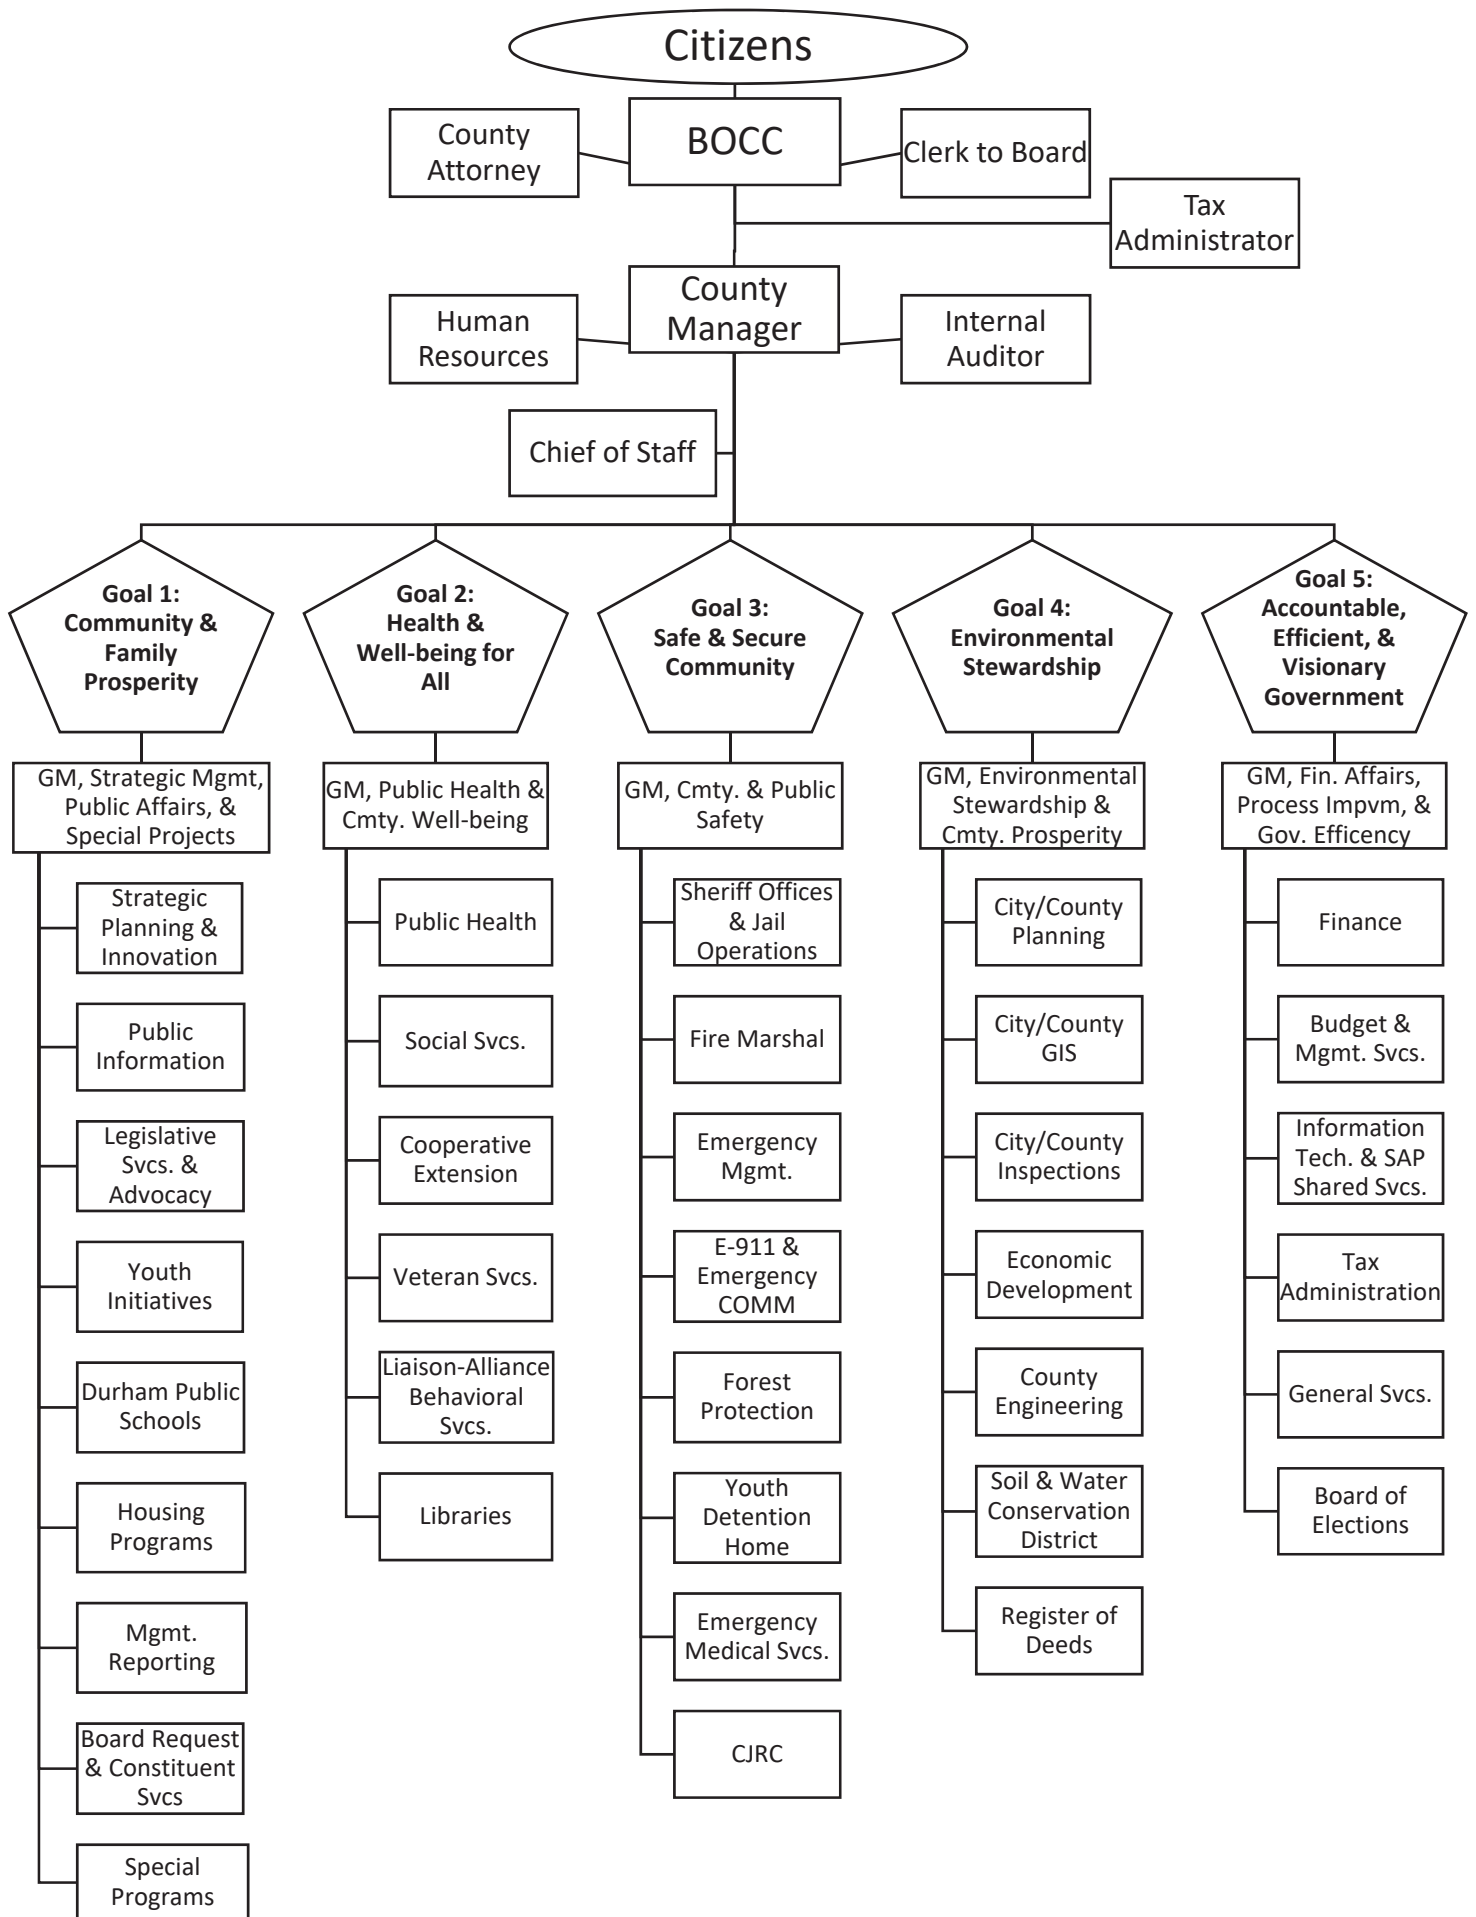 Citizens
County
Attorney
BOCC
Clerk to Board
Tax
Administrator
Human
Resources
County
Manager
Internal
Auditor
Chief of Staff
Goal 1:
Community &
Family
Prosperity
Goal 2:
Health &
Well-being for
All
Goal 3:
Safe & Secure
Community
Goal 4:
Environmental
Stewardship
Goal 5:
Accountable,
Efficient, &
Visionary
Government
GM, Strategic Mgmt,
Public Affairs, &
Special Projects
GM, Public Health &
Cmty. Well-being
GM, Cmty. & Public
Safety
GM, Environmental
Stewardship &
Cmty. Prosperity
GM, Fin. Affairs,
Process Impvm, &
Gov. Efficency
Strategic
Planning &
Innovation
Public
Information
Legislative
Svcs. &
Advocacy
Youth
Initiatives
Durham Public
Schools
Housing
Programs
Mgmt.
Reporting
Board Request
& Constituent
Svcs
Special
Programs
Public Health
Social Svcs.
Cooperative
Extension
Veteran Svcs.
Liaison-Alliance
Behavioral
Svcs.
Libraries
Sheriff Offices
& Jail
Operations
Fire Marshal
Emergency
Mgmt.
E-911 &
Emergency
COMM
Forest
Protection
Youth
Detention
Home
Emergency
Medical Svcs.
CJRC
City/County
Planning
City/County
GIS
City/County
Inspections
Economic
Development
County
Engineering
Soil & Water
Conservation
District
Register of
Deeds
Finance
Budget &
Mgmt. Svcs.
Information
Tech. & SAP
Shared Svcs.
Tax
Administration
General Svcs.
Board of
Elections